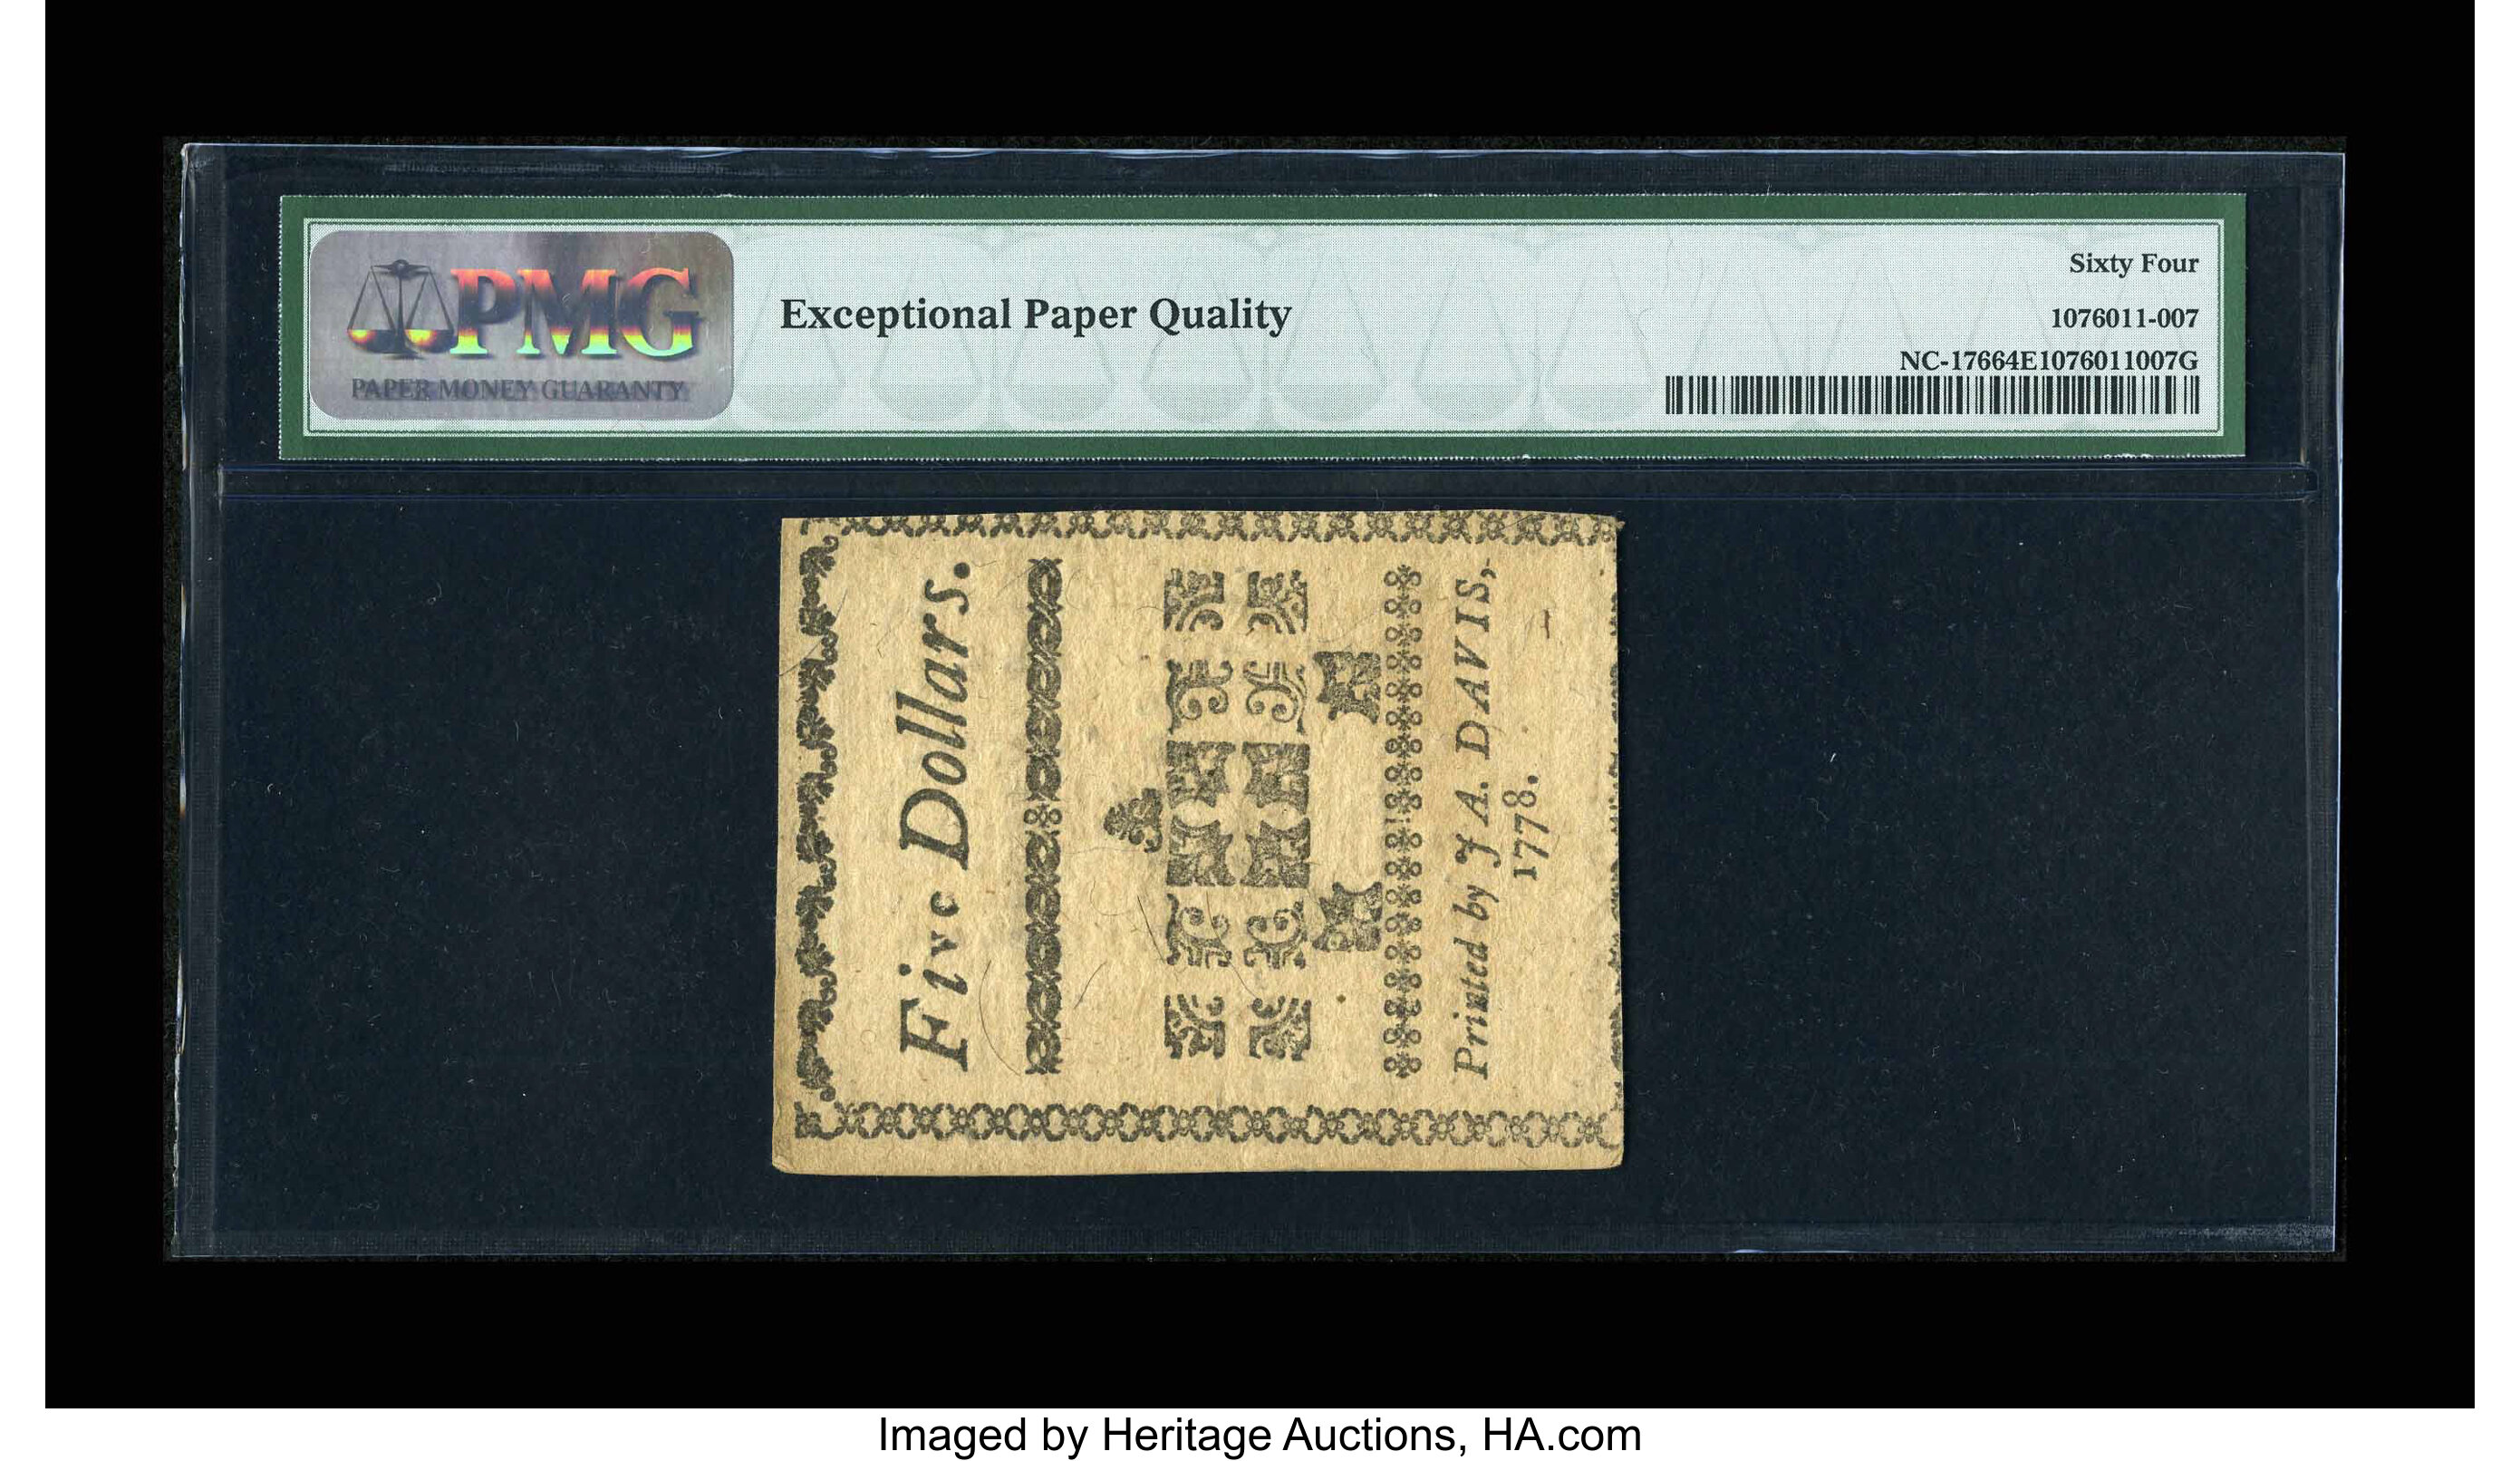 PMG
PAPER MONEY GUARANTY
Exceptional Paper Quality
Sixty Four
1076011-007
NC-17664E1076011007G
Five Dollars.
Printed by J A. DAVIS,
1778.
Imaged by Heritage Auctions, HA.com